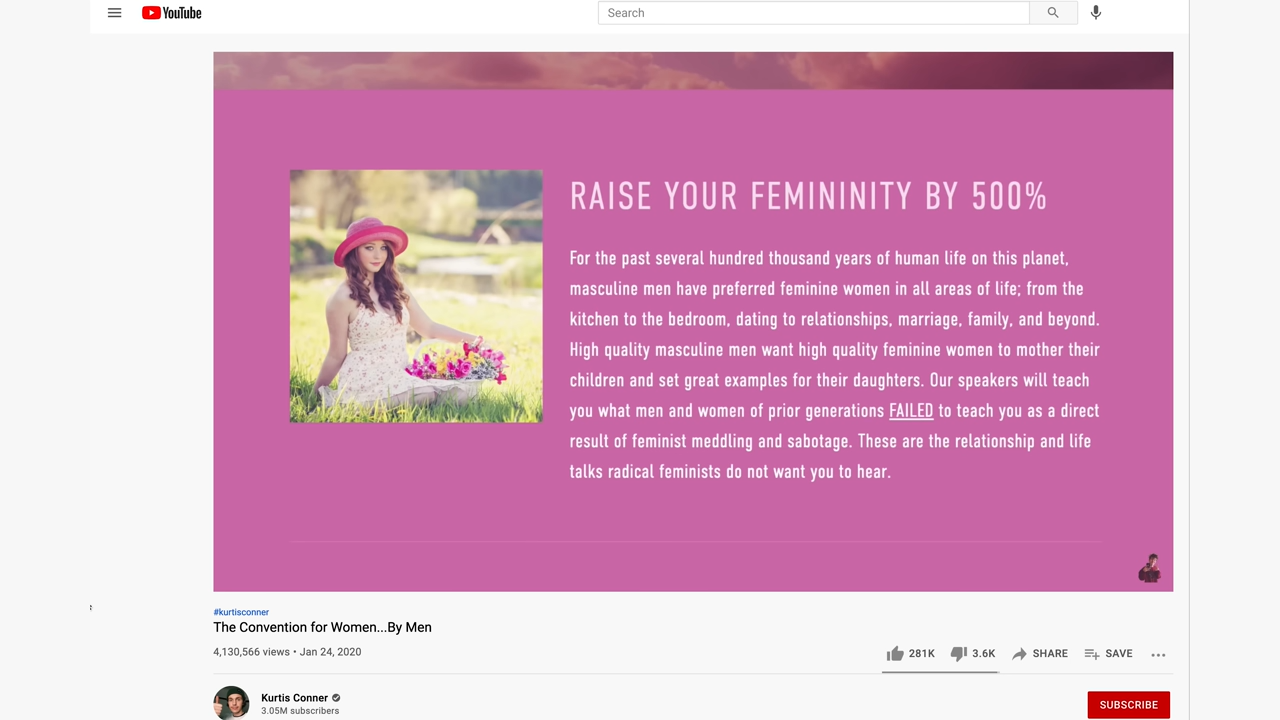 YouTube
Search
RAISE YOUR FEMININITY BY 500%
For the past several hundred thousand years of human life on this planet,
masculine men have preferred feminine women in all areas of life; from the
kitchen to the bedroom, dating to relationships, marriage, family, and beyond.
High quality masculine men want high quality feminine women to mother their
children and set great examples for their daughters. Our speakers will teach
you what men and women of prior generations FAILED to teach you as a direct
result of feminist meddling and sabotage. These are the relationship and life
talks radical feminists do not want you to hear.
#kurtisconner
The Convention for Women...By Men
4,130,566 views • Jan 24, 2020
281K 3.6K SHARE SAVE
Kurtis Conner
3.05M subscribers
SUBSCRIBE